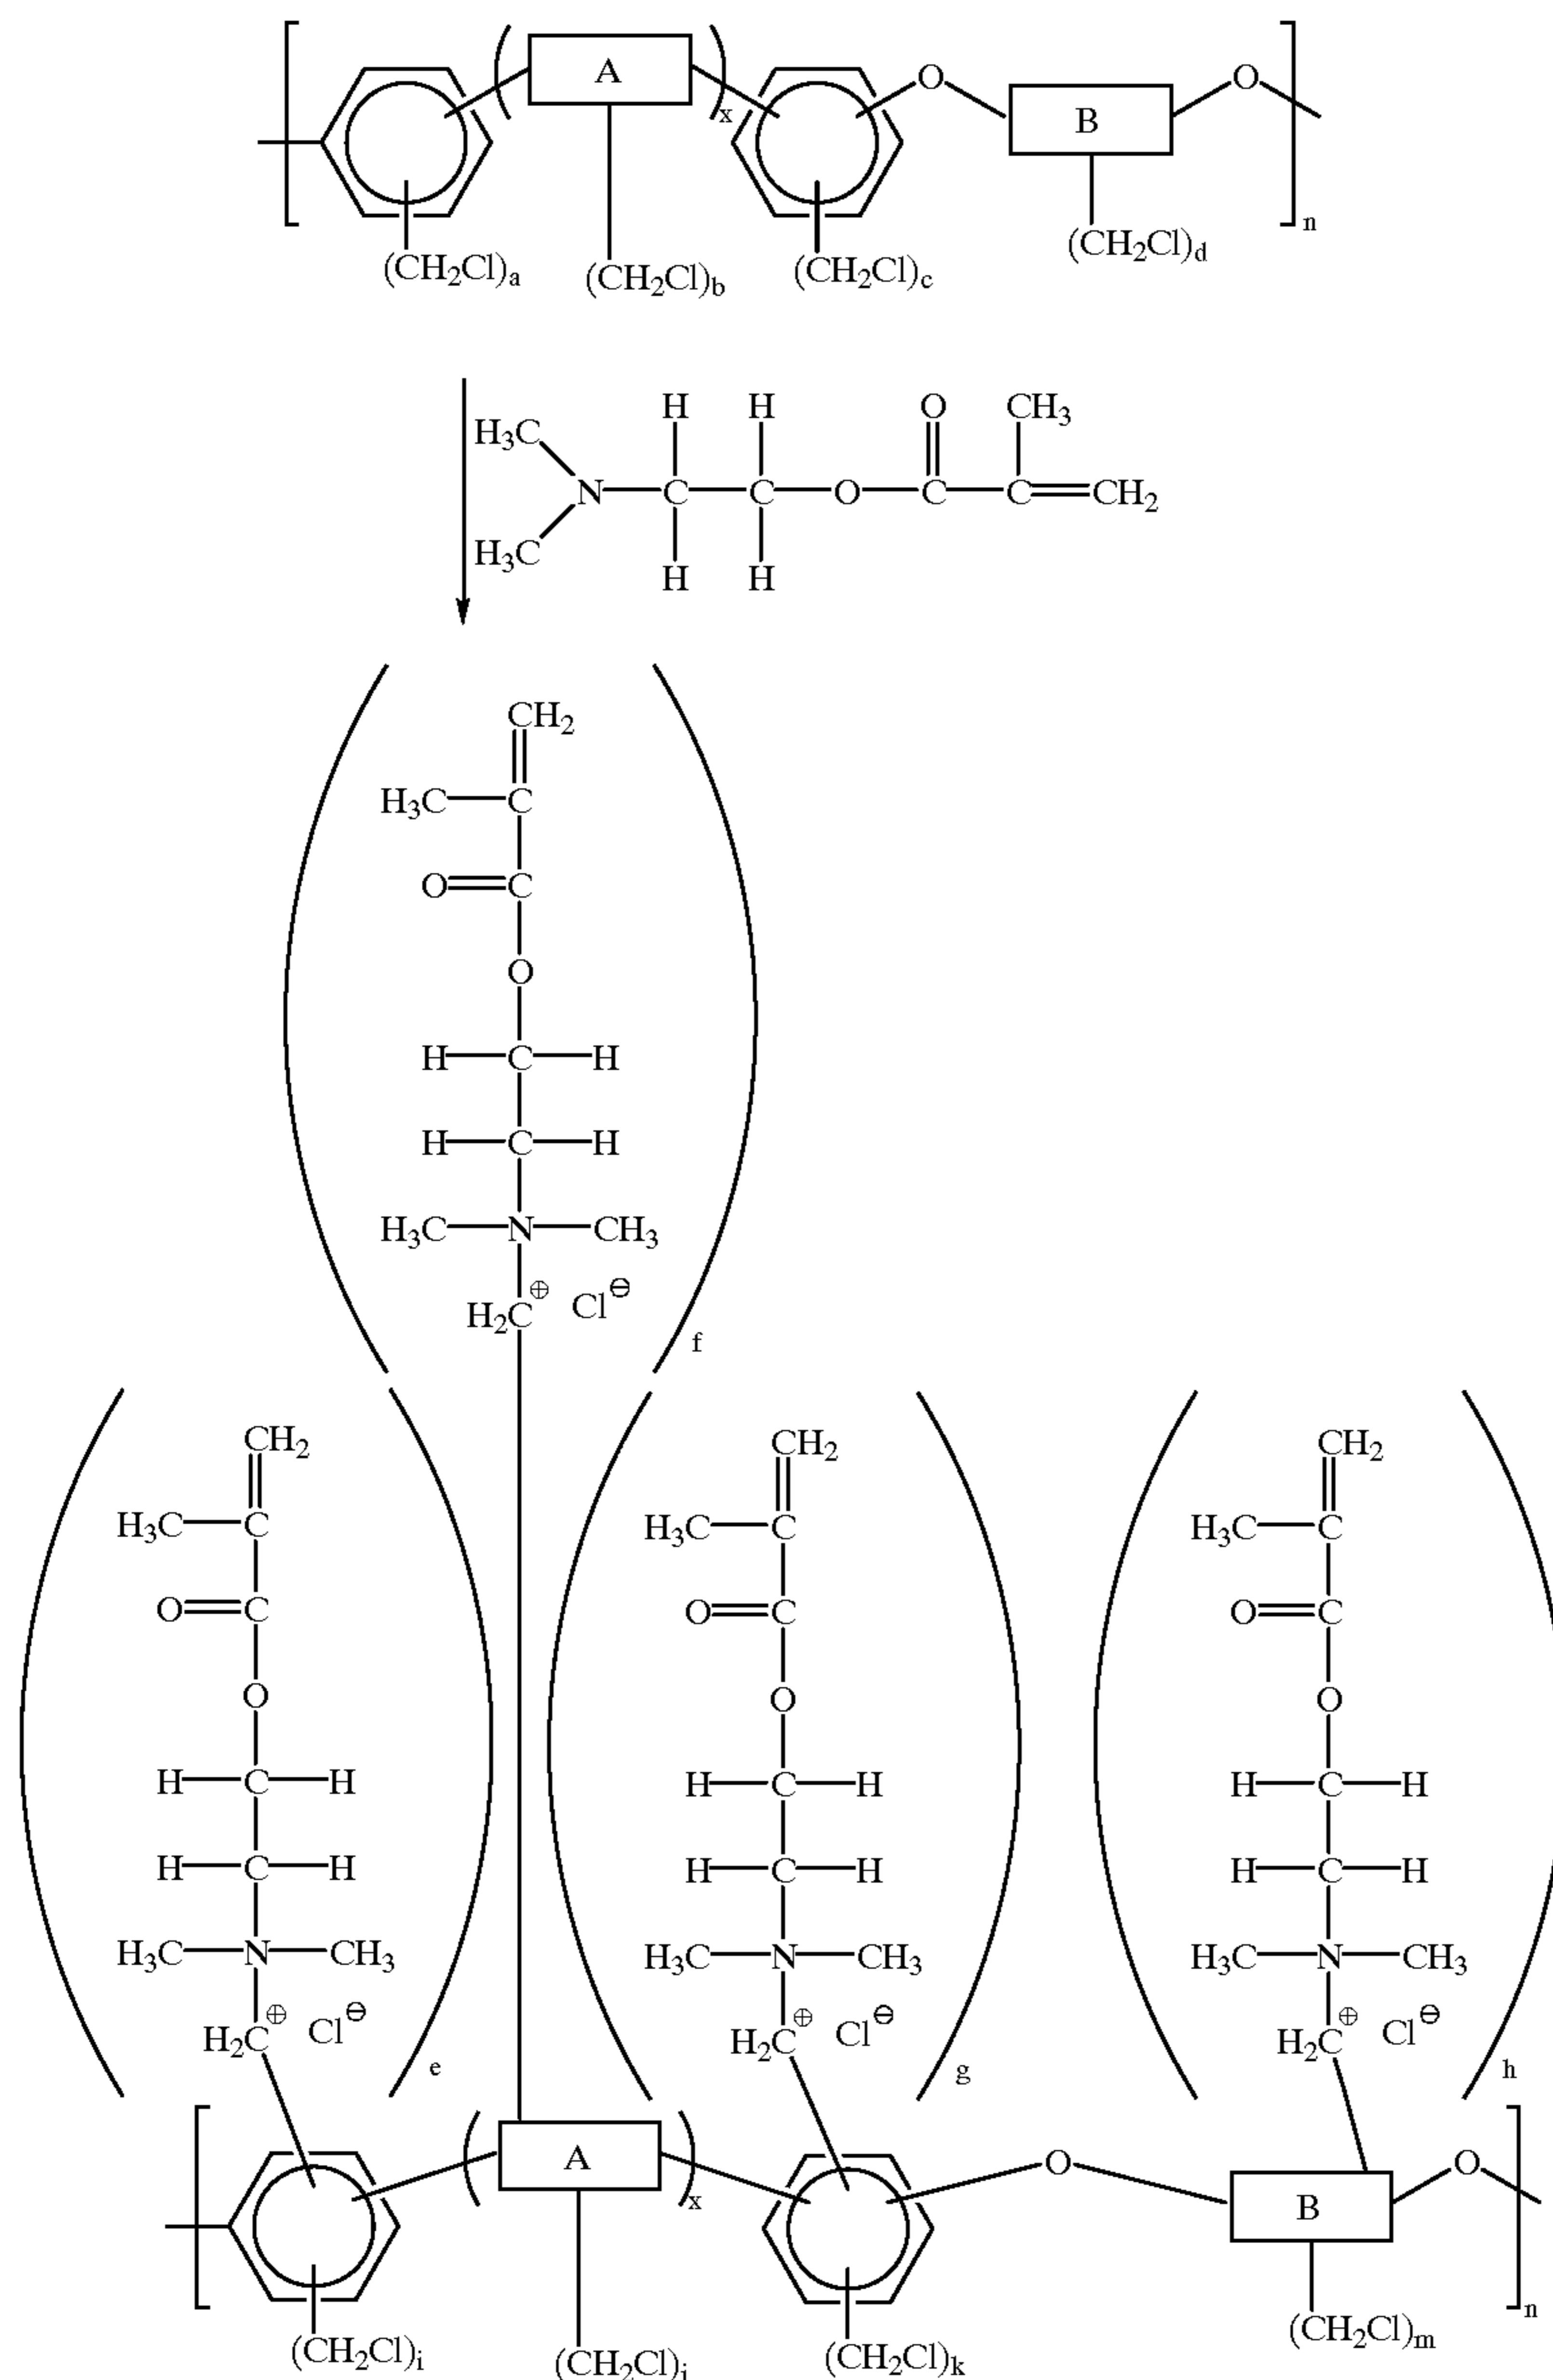 A
x
O
B
O
n
(CH₂Cl)a
(CH₂Cl)b
(CH₂Cl)c
(CH₂Cl)d
H H O CH₃
H₃C
N C C O C C CH₂
H₃C
H H
CH₂
H₃C C
O C
O
H C H
H C H
H₃C N CH₃
H₂C ⊕ Cl ⊖
f
CH₂ CH₂ CH₂
H₃C C H₃C C H₃C C
O C O C O C
O O O
H C H H C H H C H
H C H H C H H C H
H₃C N CH₃ H₃C N CH₃ H₃C N CH₃
H₂C ⊕ Cl ⊖ H₂C ⊕ Cl ⊖ H₂C ⊕ Cl ⊖
e g h
A x O B O
n
(CH₂Cl)i (CH₂Cl)j (CH₂Cl)k (CH₂Cl)m